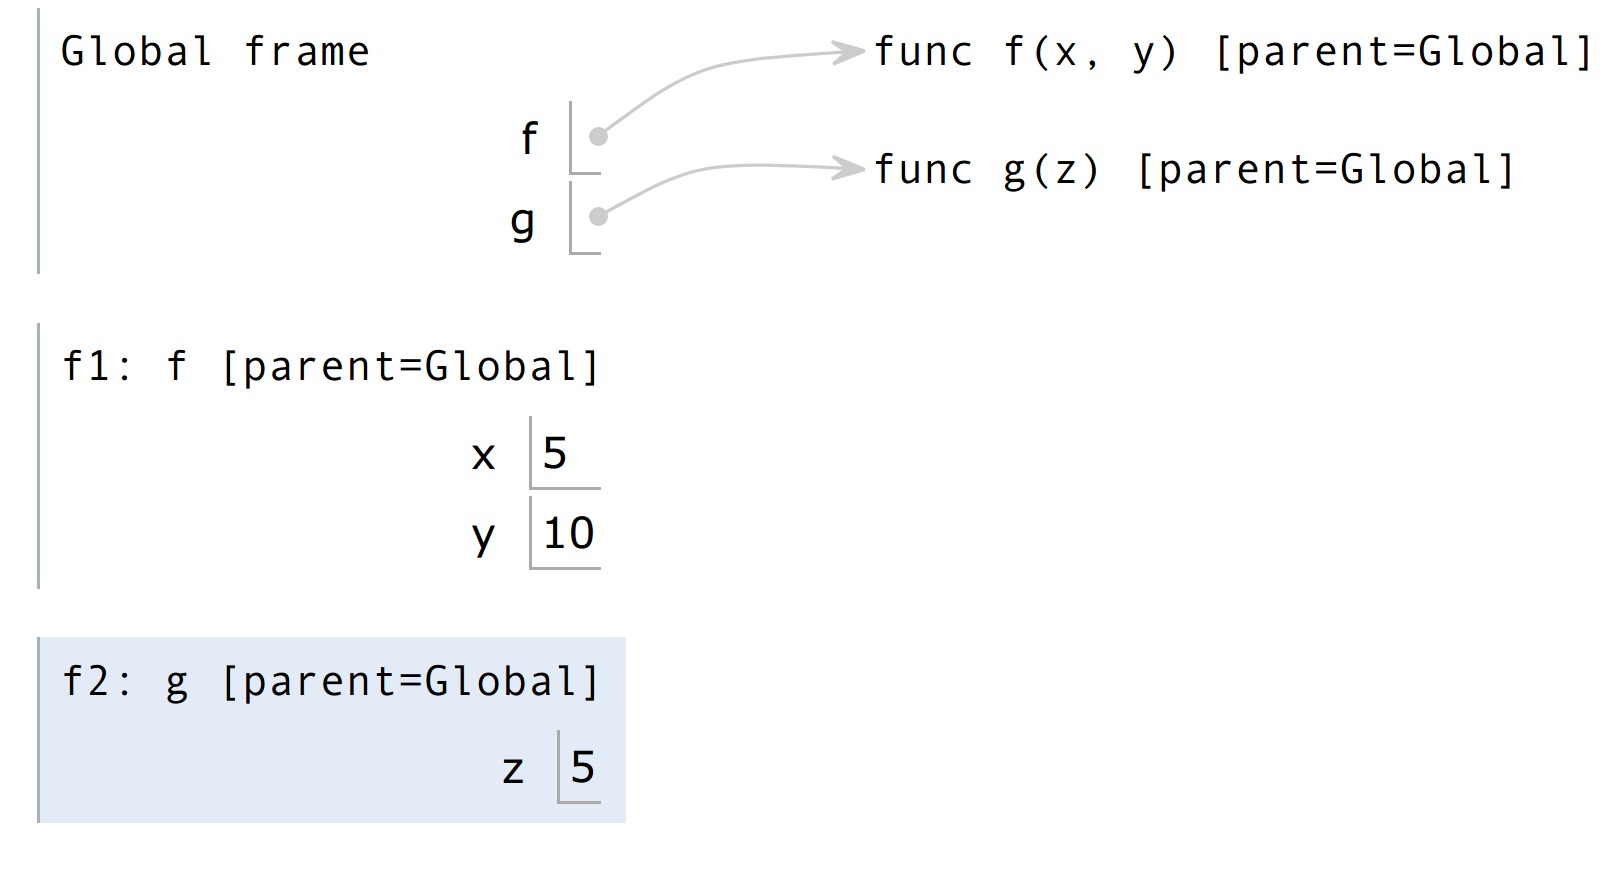 Global frame
func f(x, y) [parent=Global]
f
func g(z) [parent=Global]
g
f1: f [parent=Global]
x 5
y 10
f2: g [parent=Global]
z 5